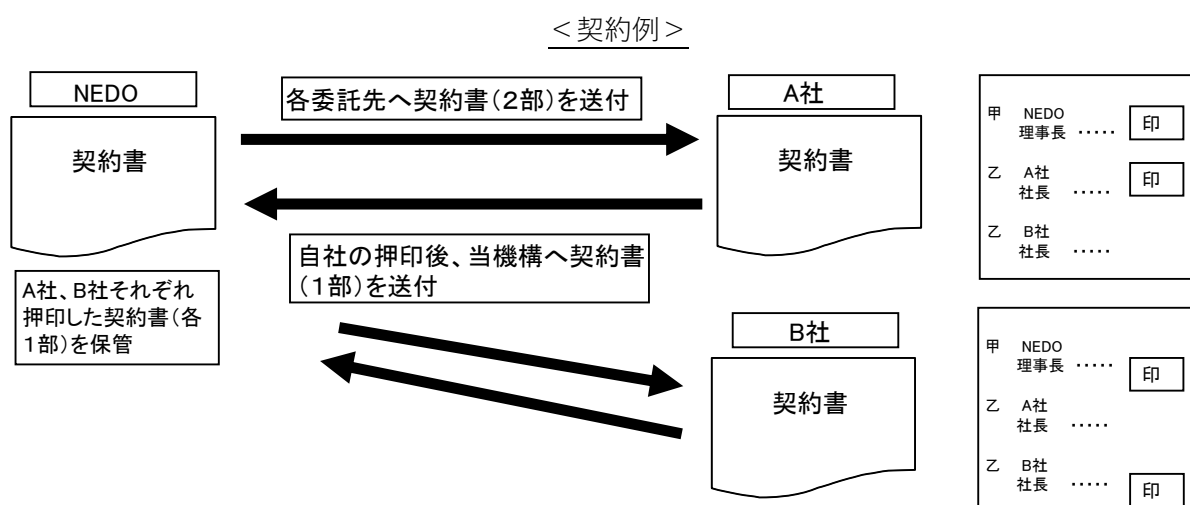 ＜契約例＞
NEDO
契約書
A社、B社それぞれ
押印した契約書（各
１部）を保管
各委託先へ契約書（２部）を送付
自社の押印後、当機構へ契約書
（１部）を送付
A社
契約書
B社
契約書
甲 NEDO
理事長 ····· 印
乙 A社
社長 ····· 印
乙 B社
社長 ·····
甲 NEDO
理事長 ····· 印
乙 A社
社長 ·····
乙 B社
社長 ····· 印